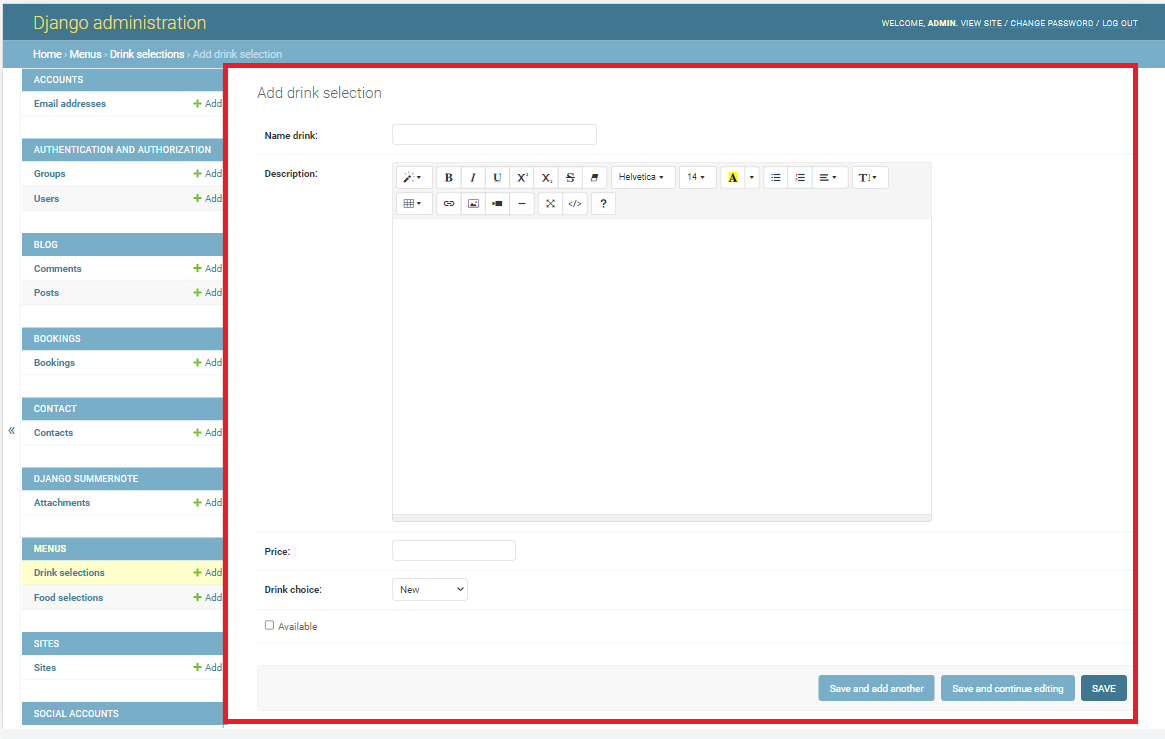 Django administration
WELCOME, ADMIN. VIEW SITE / CHANGE PASSWORD / LOG OUT
Home › Menus › Drink selections › Add drink selection
ACCOUNTS
Email addresses + Add
AUTHENTICATION AND AUTHORIZATION
Groups + Add
Users + Add
BLOG
Comments + Add
Posts + Add
BOOKINGS
Bookings + Add
CONTACT
Contacts + Add
«
DJANGO SUMMERNOTE
Attachments + Add
MENUS
Drink selections + Add
Food selections + Add
SITES
Sites + Add
SOCIAL ACCOUNTS
Add drink selection
Name drink:
Description:
B I U X² X₂ S Helvetica 14 A T
</> ?
Price:
Drink choice: New
Available
Save and add another Save and continue editing SAVE